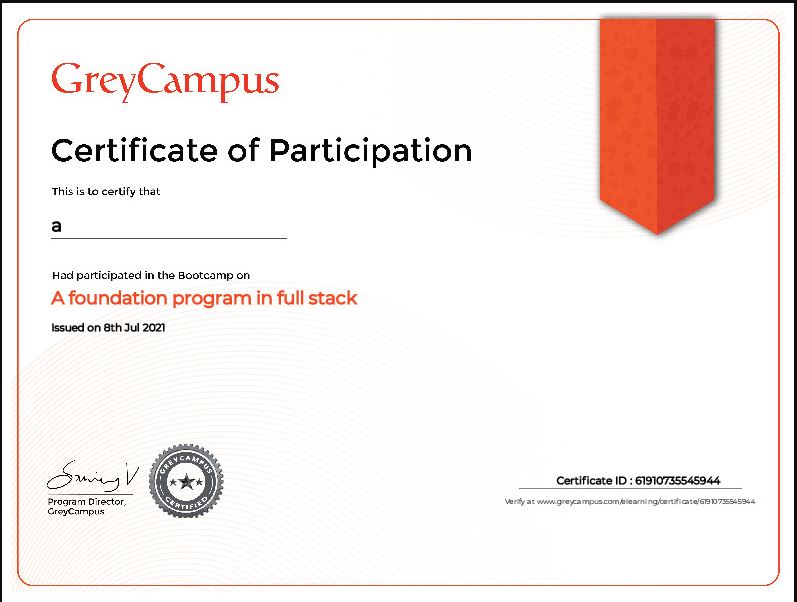 GreyCampus
Certificate of Participation
This is to certify that
a
Had participated in the Bootcamp on
A foundation program in full stack
Issued on 8th Jul 2021
GREYCAMPUS
CERTIFIED
Program Director,
GreyCampus
Certificate ID : 61910735545944
Verify at www.greycampus.com/elearning/certificate/61910735545944